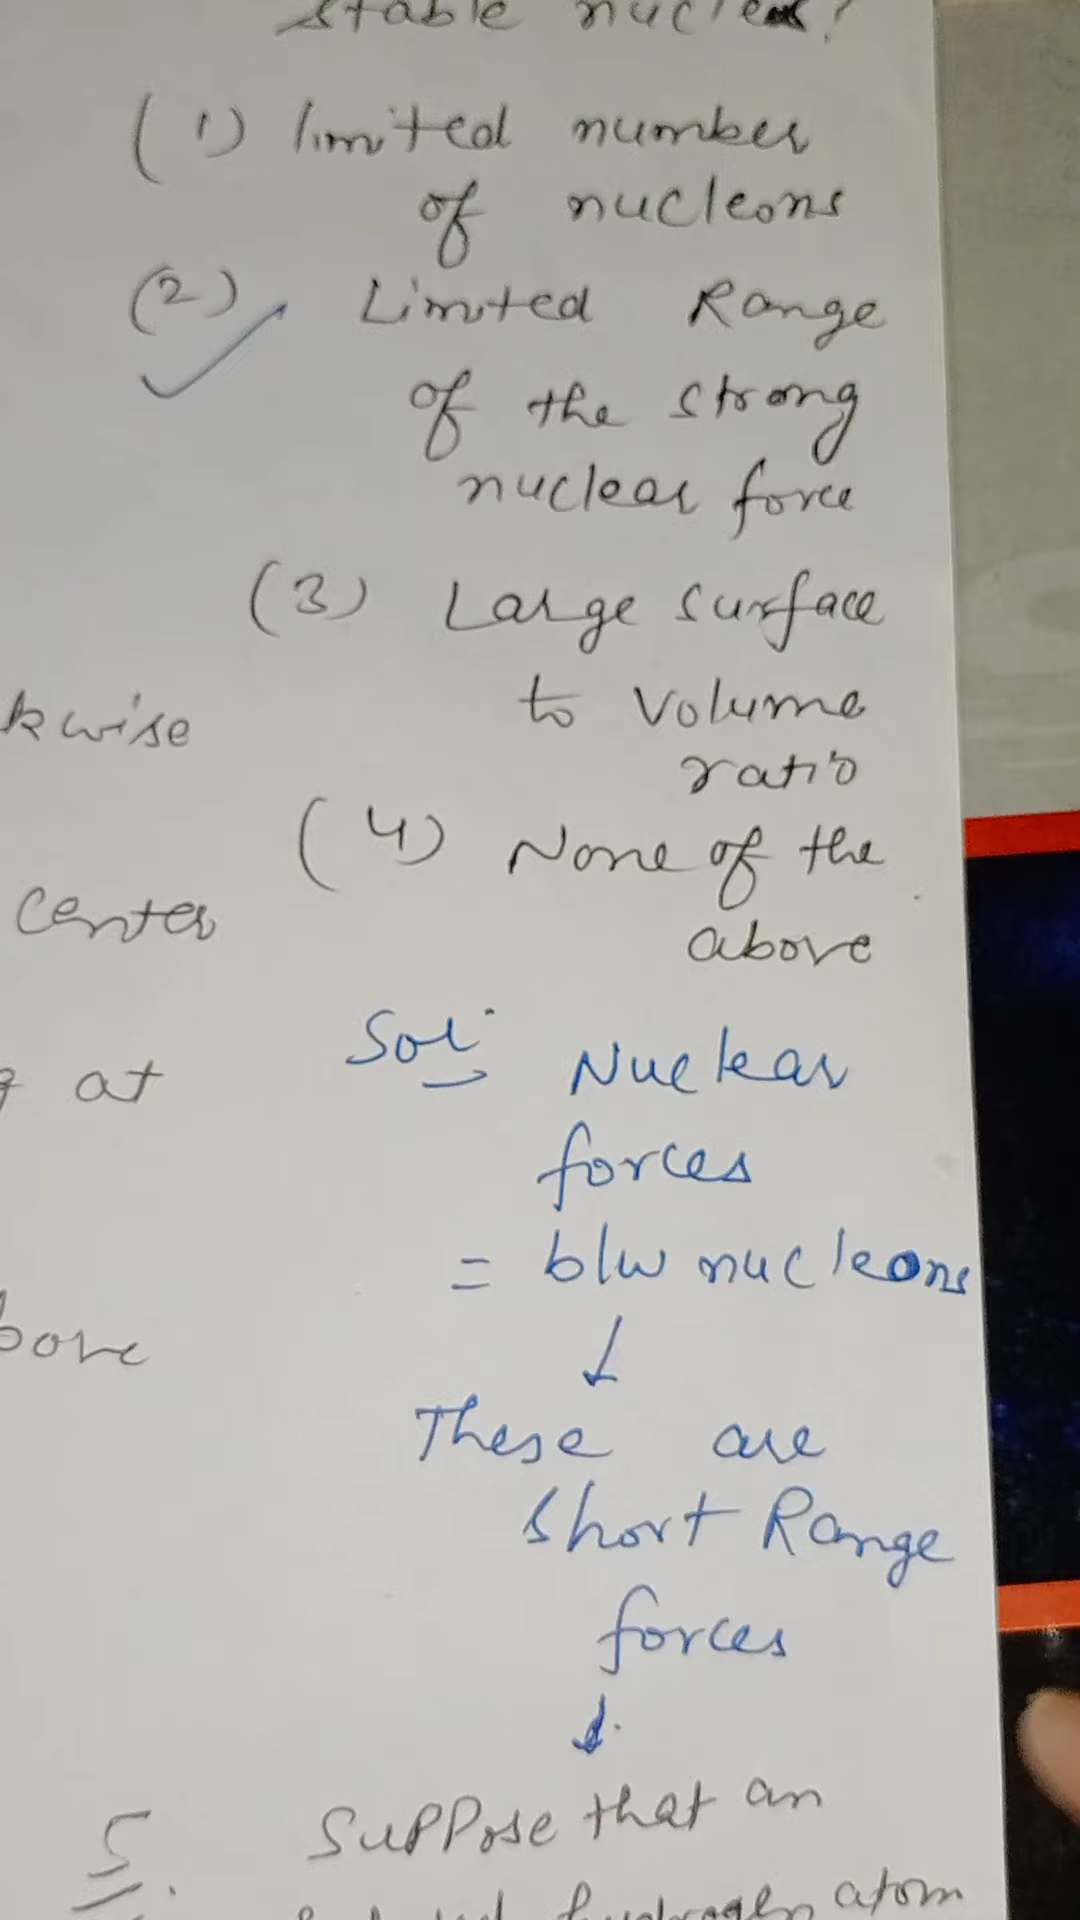 stable nucleus?
(1) limited number
of nucleons
(2) Limited Range
of the strong
nuclear force
(3) Large surface
to volume
ratio
(4) None of the
above
kwise
center
at
bove
Sol:
Nuclear
forces
= b/w nucleons
↓
These are
short Range
forces
↓
5. Suppose that an
hydrogen atom